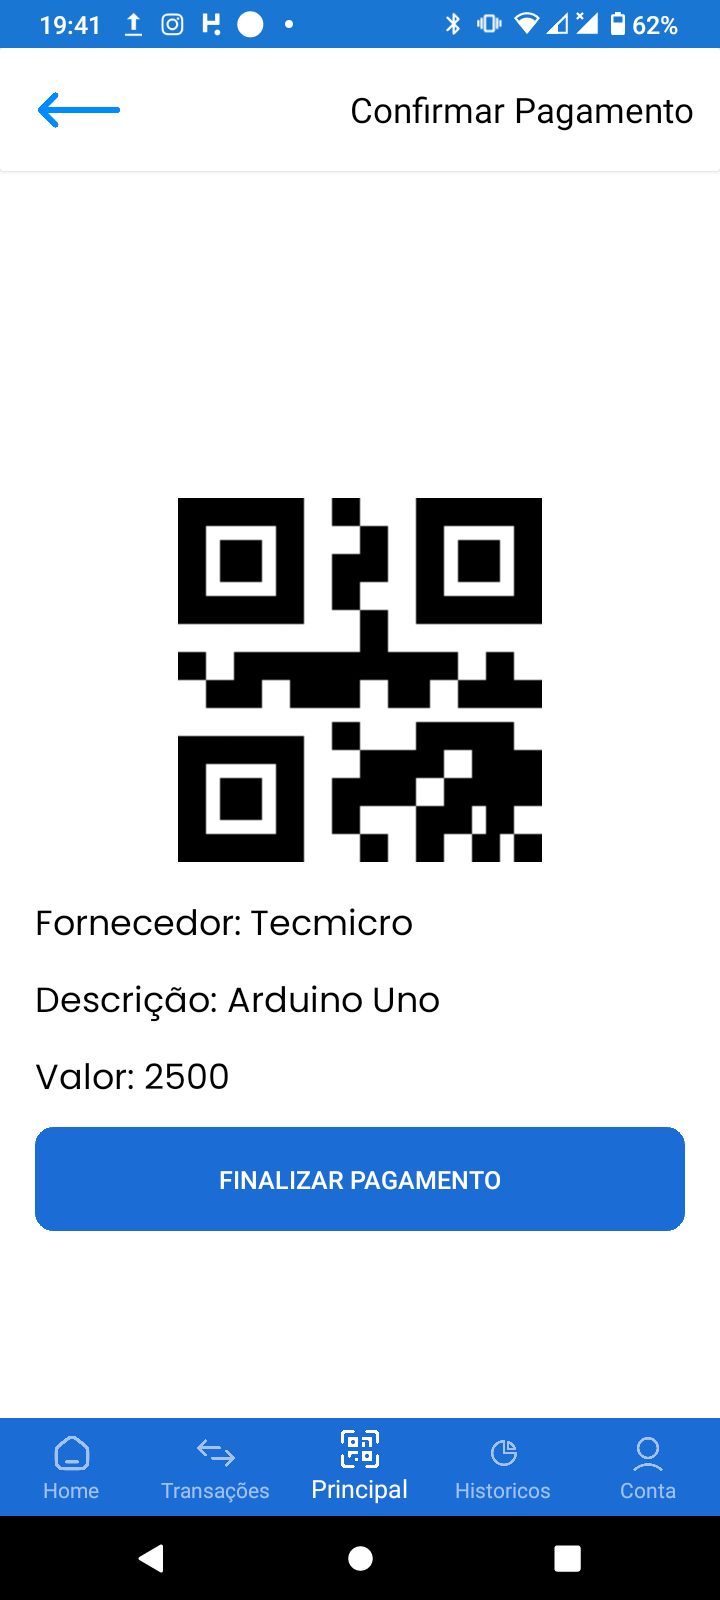 19:41 62%
Confirmar Pagamento
Fornecedor: Tecmicro
Descrição: Arduino Uno
Valor: 2500
FINALIZAR PAGAMENTO
Home Transações Principal Historicos Conta